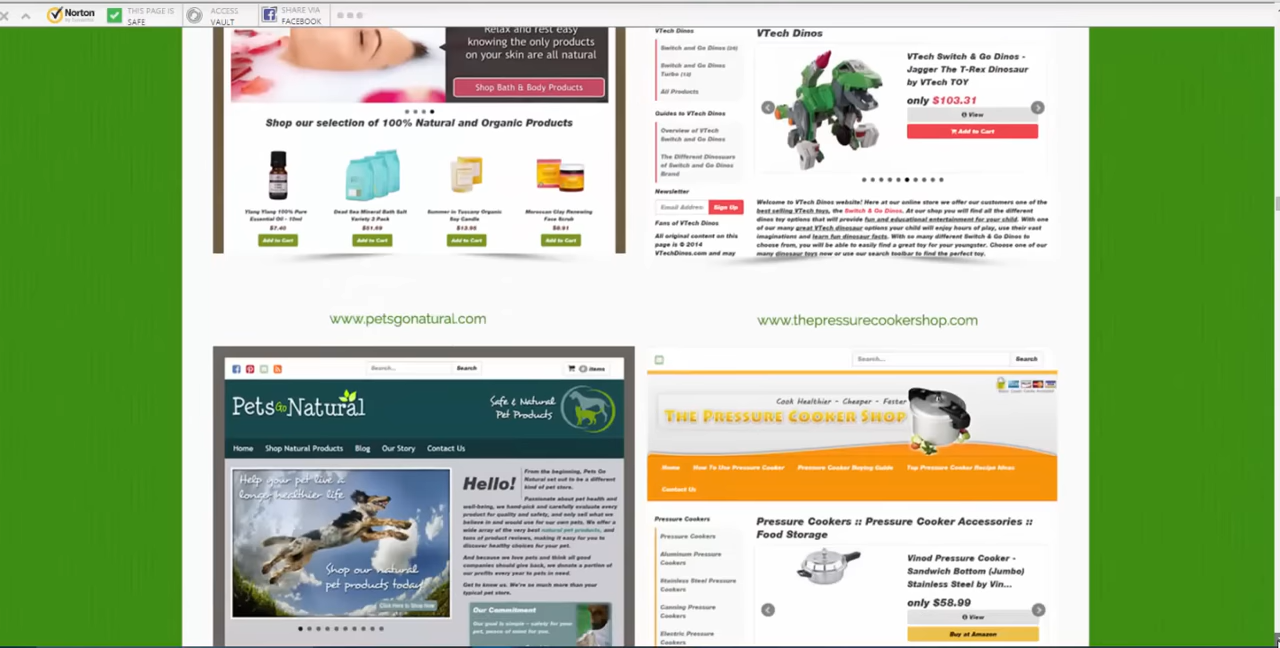 Norton
by Symantec
THIS PAGE IS
SAFE
ACCESS
VAULT
SHARE VIA
FACEBOOK
Relax and rest easy
knowing the only products
on your skin are all natural
Shop Bath & Body Products
Shop our selection of 100% Natural and Organic Products
Ylang Ylang 100% Pure
Essential Oil - 10ml
Add to Cart
Dead Sea Mineral Bath Salt
Variety 3 Pack
$51.99
Add to Cart
Summer in Tuscany Organic
Soy Candle
Add to Cart
Moroccan Clay Renewing
Face Scrub
Add to Cart
VTech Dinos
Switch and Go Dinos
Switch and Go Dinos
Turbo
All Products
Guides to VTech Dinos
Overview of VTech
Switch and Go Dinos
The Different Dinosaurs
of Switch and Go Dinos
Brand
Newsletter
Email Address
Sign Up
Fans of VTech Dinos
All original content on this
page is © 2014
VTechDinos.com and may
VTech Dinos
VTech Switch & Go Dinos -
Jagger The T-Rex Dinosaur
by VTech TOY
only $103.31
View
Add to Cart
Welcome to VTech Dinos website! Here at our online store we offer our customers one of the
best selling VTech toys, the Switch & Go Dinos. At our shop you will find all the different
dinos toy options that will provide fun and educational entertainment for your child. With one
of our many great VTech dinosaur options your child will enjoy hours of play, use their vast
imaginations and learn fun dinosaur facts. With so many different Switch & Go Dinos to
choose from, you will be able to easily find a great toy for your youngster. Choose one of our
many dinosaur toys now or use our search toolbar to find the perfect toy.
www.petsgonatural.com
Search...
Search
0 items
Pets Go Natural
Safe & Natural
Pet Products
Home Shop Natural Products Blog Our Story Contact Us
Help your pet live a
longer healthier life
Shop our natural
pet products today
Click Here to Shop Now
Hello!
From the beginning, Pets Go
Natural set out to be a different
kind of pet store.
Passionate about pet health and
well-being, we hand-pick and carefully evaluate every
product for quality and safety, and only sell what we
believe in and would use for our own pets. We offer a
wide array of the very best natural pet products, and
tons of product reviews, making it easy for you to
discover healthy choices for your pet.
And because we love pets and think all good
companies should give back, we donate a portion of
our profits every year to pets in need.
Get to know us. We're so much more than your
typical pet store.
Our Commitment
Our goal is simple – safety for your
pet, peace of mind for you.
www.thepressurecookershop.com
Search...
Search
Cook Healthier - Cheaper - Faster
THE PRESSURE COOKER SHOP
Home How To Use Pressure Cooker Pressure Cooker Buying Guide Top Pressure Cooker Recipe Ideas
Contact Us
Pressure Cookers
Pressure Cookers
Aluminum Pressure
Cookers
Stainless Steel Pressure
Cookers
Canning Pressure
Cookers
Electric Pressure
Cookers
Pressure Cookers :: Pressure Cooker Accessories ::
Food Storage
Vinod Pressure Cooker -
Sandwich Bottom (Jumbo)
Stainless Steel by Vin...
only $58.99
View
Buy at Amazon